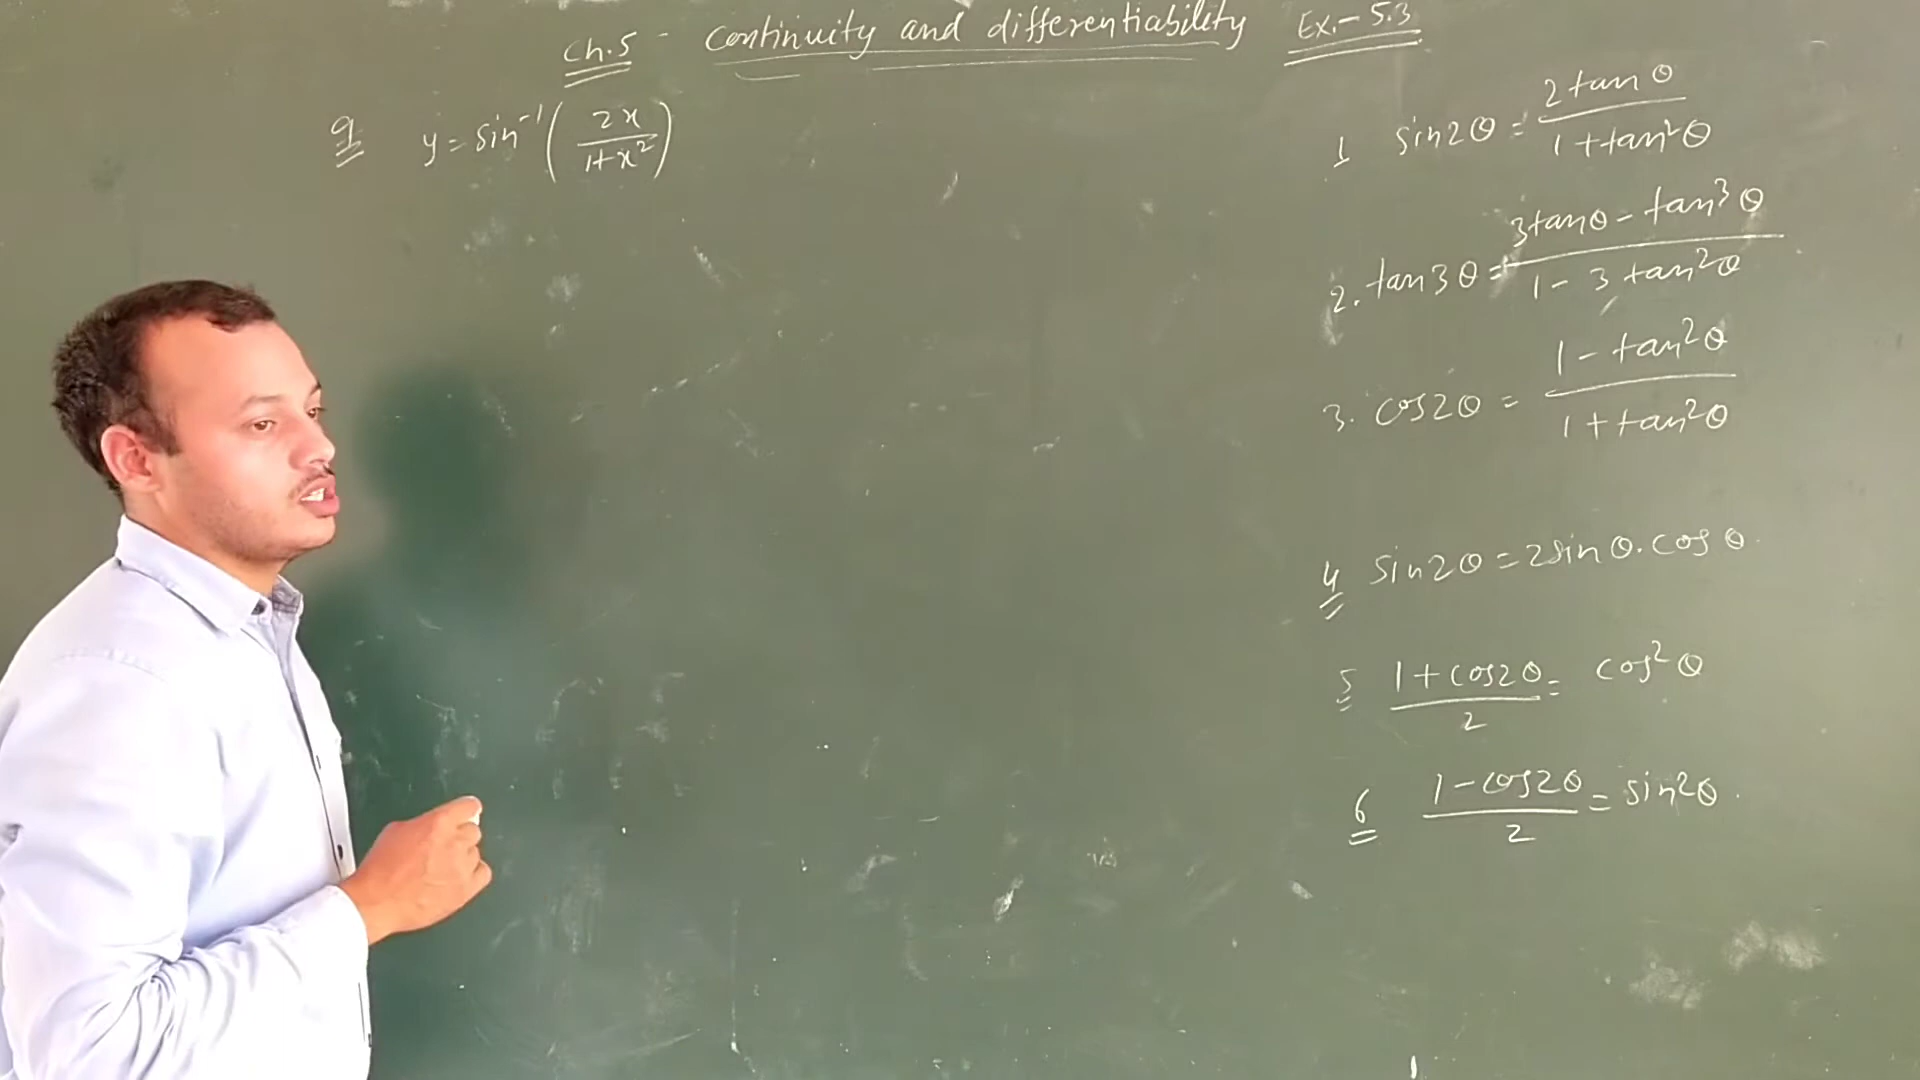 Ch.5 - Continuity and differentiability Ex.- 5.3
9 y = sin⁻¹(2x/(1+x²))
1 sin2θ = 2tanθ/(1+tan²θ)
2. tan3θ = (3tanθ - tan³θ)/(1 - 3tan²θ)
3. cos2θ = (1 - tan²θ)/(1 + tan²θ)
4 sin2θ = 2sinθ.cosθ.
5 (1+cos2θ)/2 = cos²θ
6 (1-cos2θ)/2 = sin²θ.